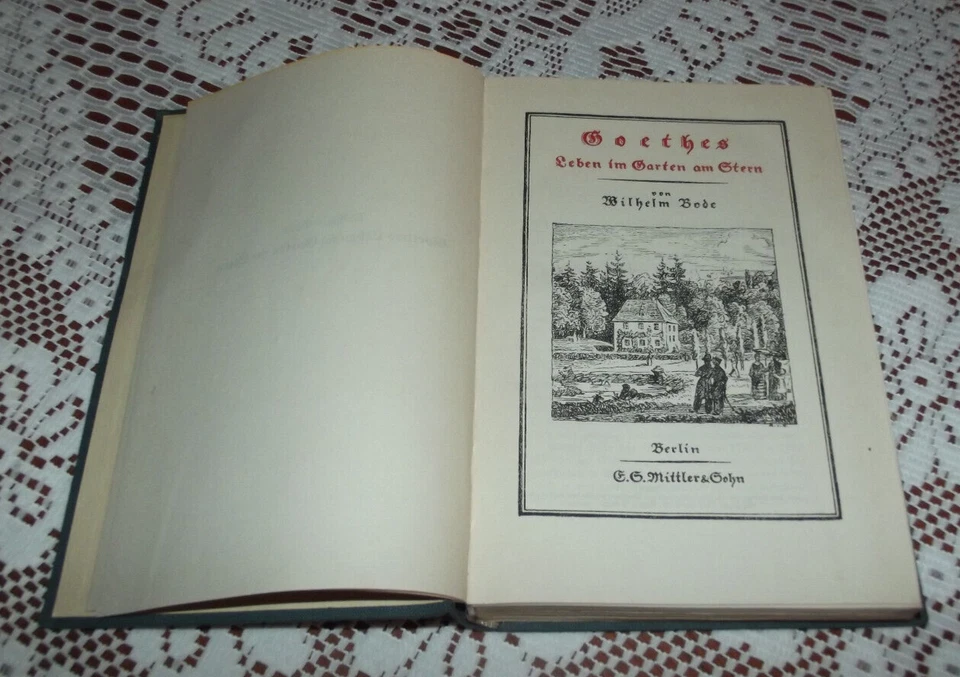 Goethes
Leben im Garten am Stern
von
Wilhelm Bode
Berlin
E.S.Mittler&Sohn